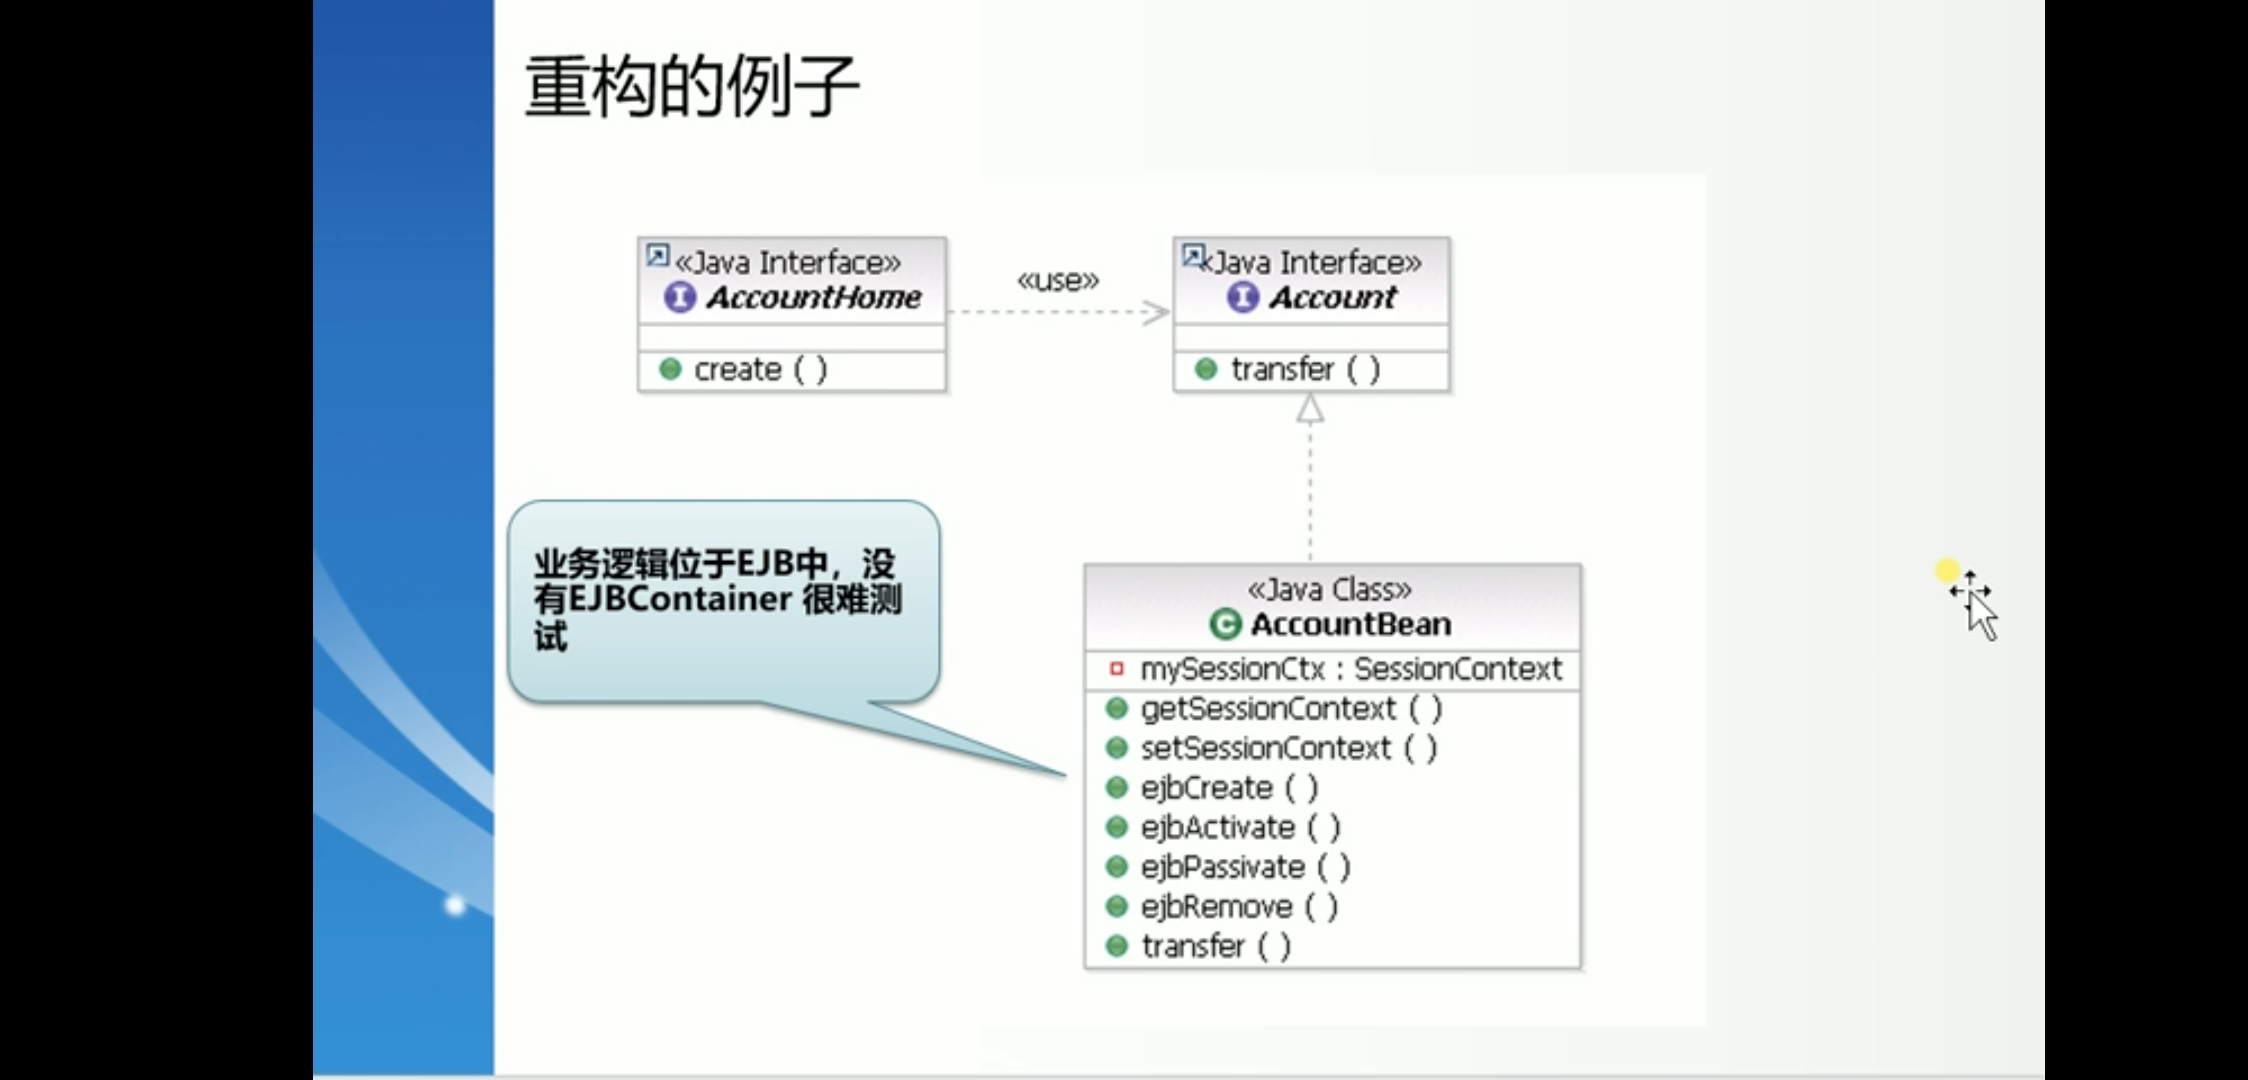 重构的例子
«Java Interface»
AccountHome
create ( )
«use»
«Java Interface»
Account
transfer ( )
业务逻辑位于EJB中，没
有EJBContainer 很难测
试
«Java Class»
AccountBean
mySessionCtx : SessionContext
getSessionContext ( )
setSessionContext ( )
ejbCreate ( )
ejbActivate ( )
ejbPassivate ( )
ejbRemove ( )
transfer ( )